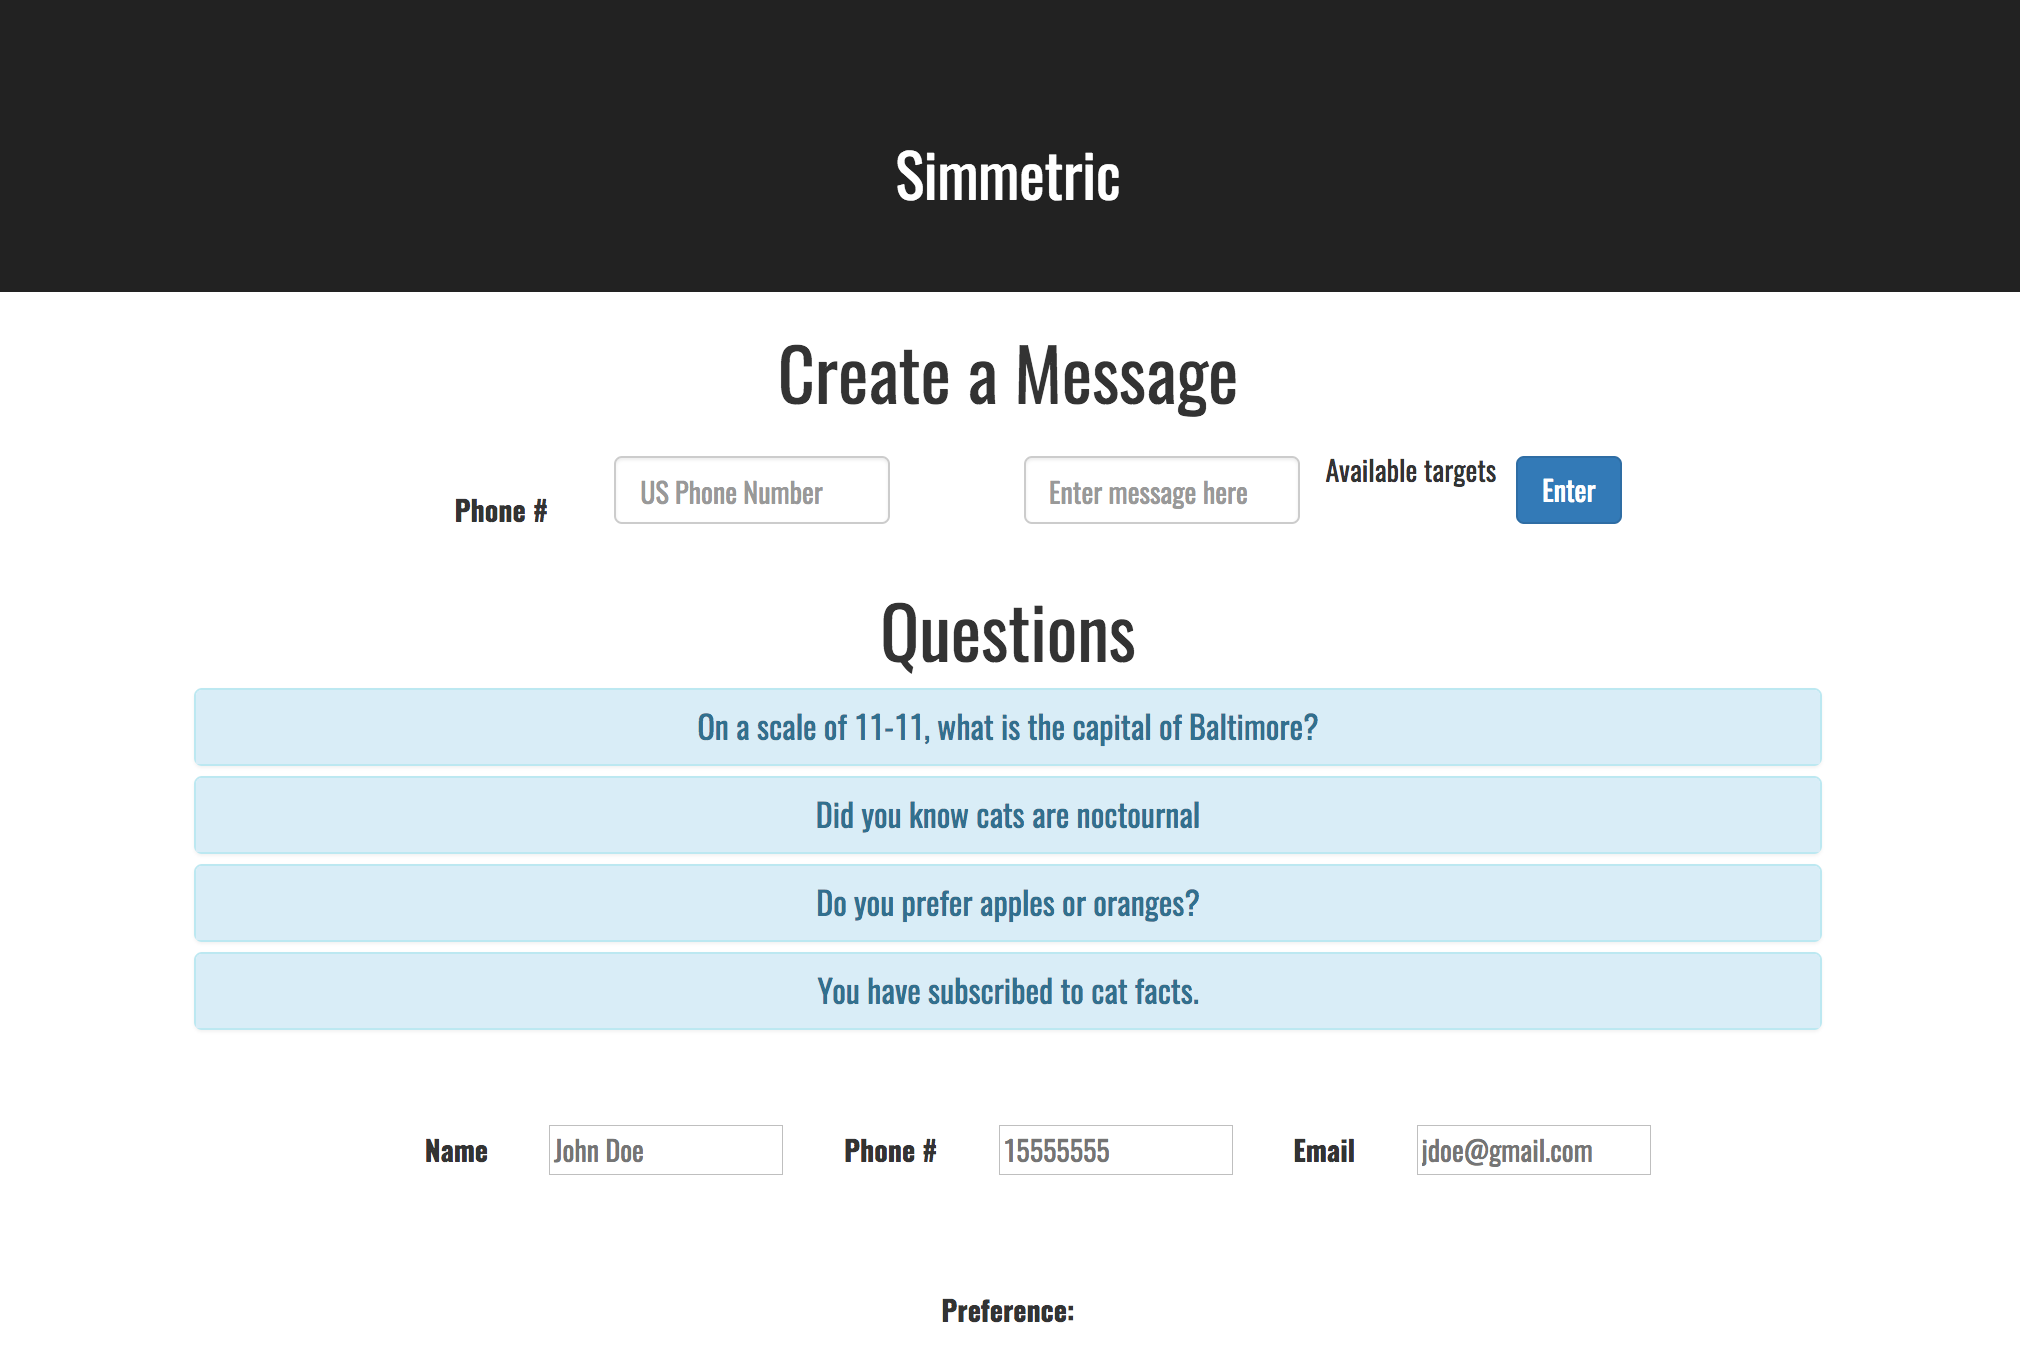 Simmetric
Create a Message
Phone # US Phone Number Enter message here Available targets Enter
Questions
On a scale of 11-11, what is the capital of Baltimore?
Did you know cats are noctournal
Do you prefer apples or oranges?
You have subscribed to cat facts.
Name John Doe Phone # 15555555 Email jdoe@gmail.com
Preference: